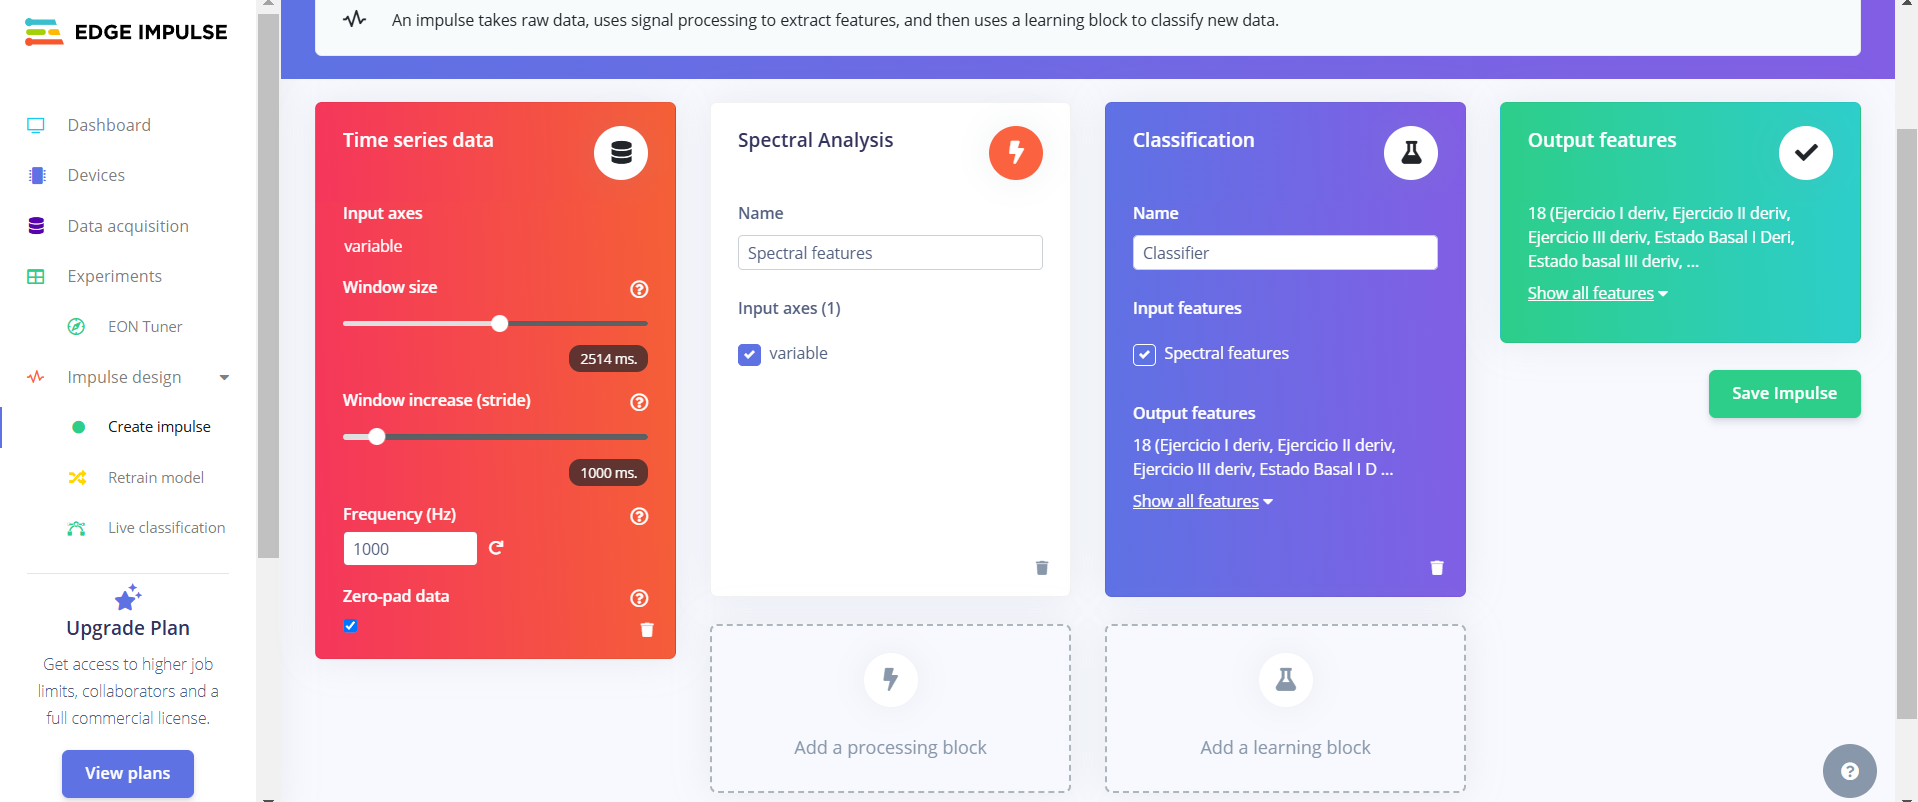 EDGE IMPULSE
Dashboard
Devices
Data acquisition
Experiments
EON Tuner
Impulse design
Create impulse
Retrain model
Live classification
Upgrade Plan
Get access to higher job
limits, collaborators and a
full commercial license.
View plans
An impulse takes raw data, uses signal processing to extract features, and then uses a learning block to classify new data.
Time series data
Input axes
variable
Window size
2514 ms.
Window increase (stride)
1000 ms.
Frequency (Hz)
1000
Zero-pad data
Spectral Analysis
Name
Spectral features
Input axes (1)
variable
Add a processing block
Classification
Name
Classifier
Input features
Spectral features
Output features
18 (Ejercicio I deriv, Ejercicio II deriv,
Ejercicio III deriv, Estado Basal I D ...
Show all features
Add a learning block
Output features
18 (Ejercicio I deriv, Ejercicio II deriv,
Ejercicio III deriv, Estado Basal I Deri,
Estado basal III deriv, ...
Show all features
Save Impulse